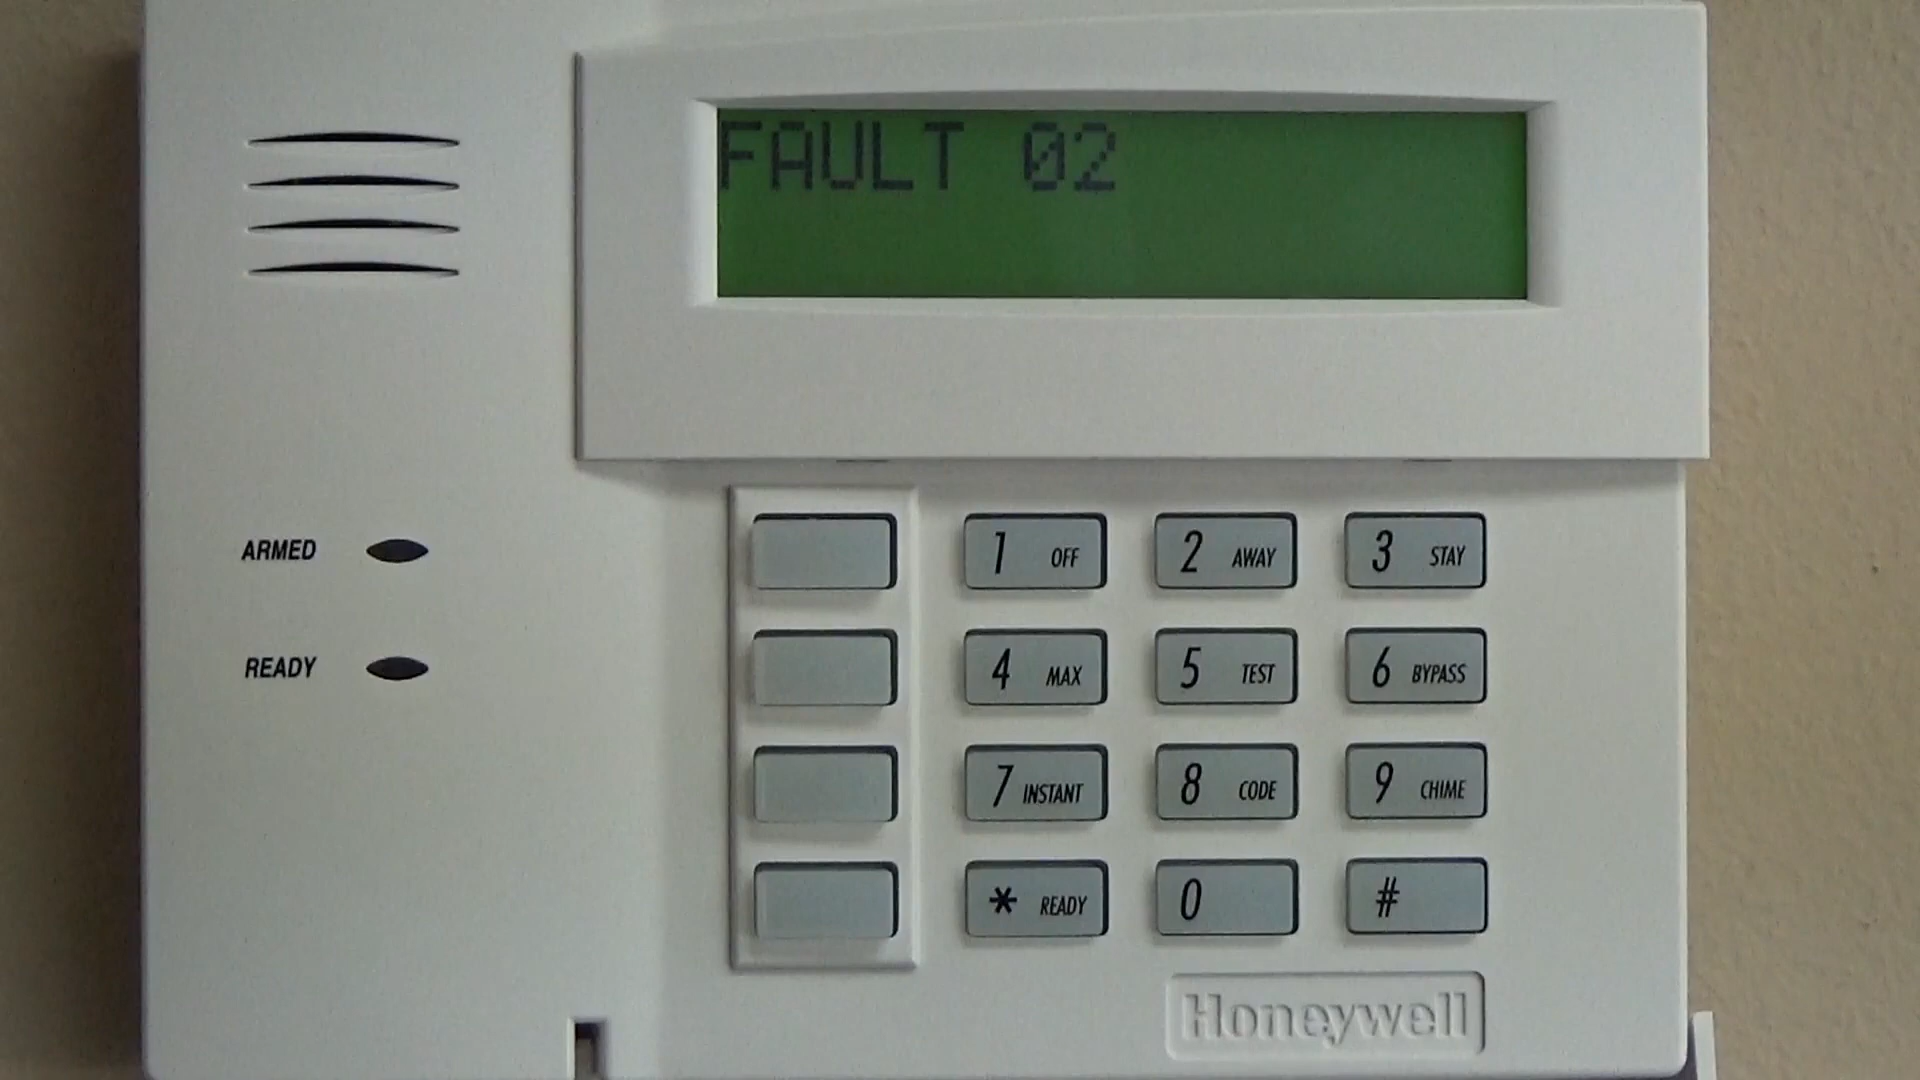 FAULT 02
ARMED
READY
1 OFF
2 AWAY
3 STAY
4 MAX
5 TEST
6 BYPASS
7 INSTANT
8 CODE
9 CHIME
* READY
0
#
Honeywell